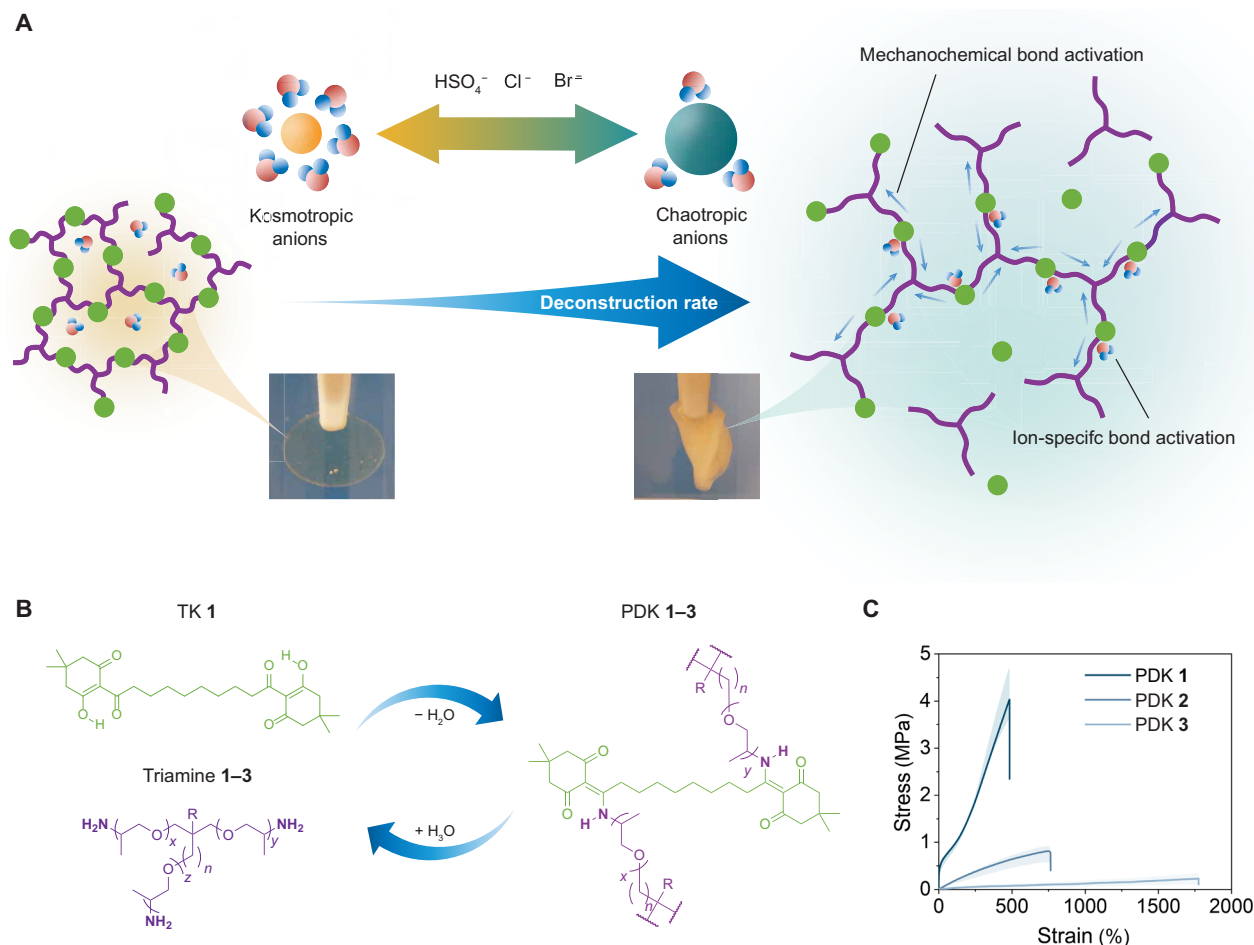 A
Mechanochemical bond activation
HSO₄⁻ Cl⁻ Br⁼
Kosmotropic
anions
Chaotropic
anions
Deconstruction rate
Ion-specifc bond activation
B
TK 1
PDK 1–3
C
O
H
O
O
O
O
O
H
– H₂O
Triamine 1–3
+ H₃O
H₂N
O
x
R
O
y
NH₂
O
z
n
NH₂
R
n
O
y
N
H
O
O
O
O
H
N
O
x
n
R
Stress (MPa)
5
4
3
2
1
0
PDK 1
PDK 2
PDK 3
0 500 1000 1500 2000
Strain (%)